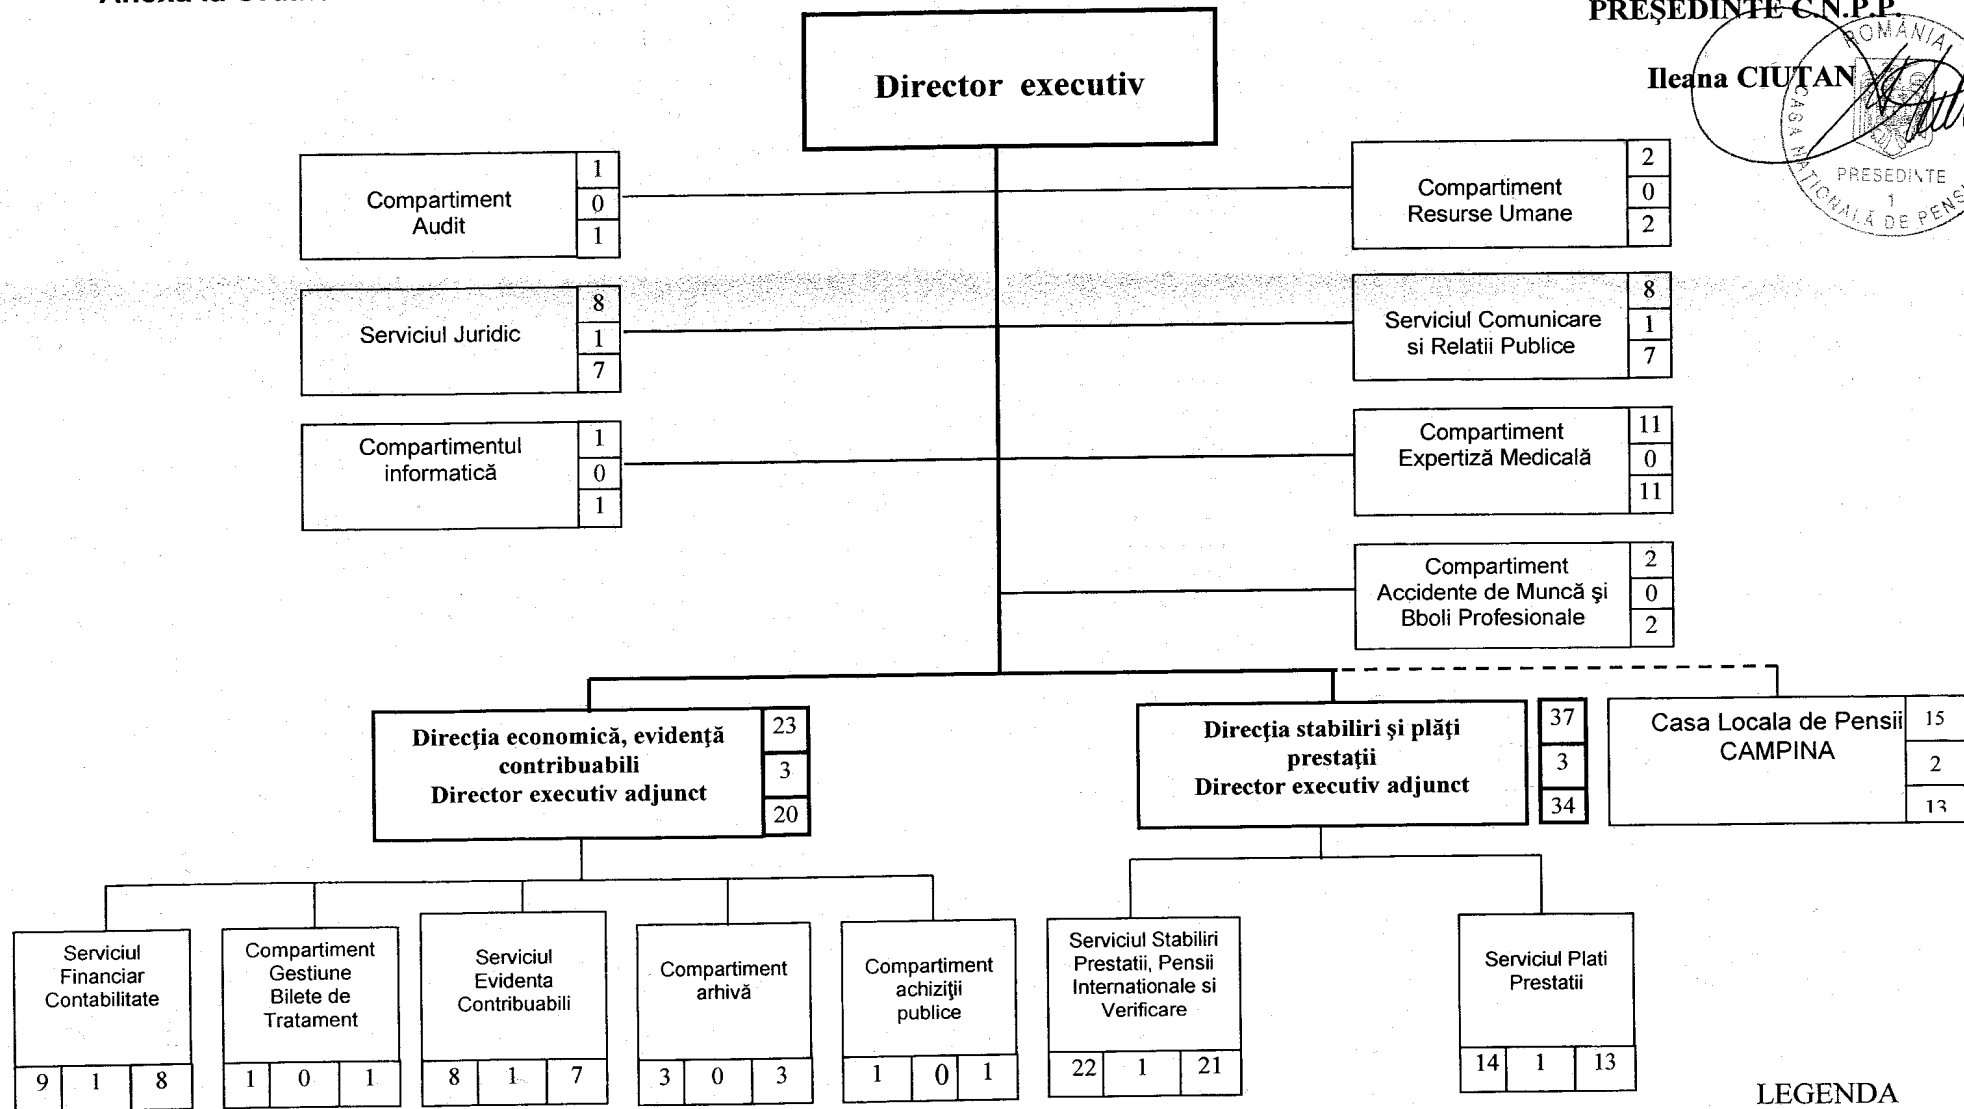 PREŞEDINTE C.N.P.P.
Ileana CIUTAN
ROMÂNIA
CASA NAŢIONALĂ DE PENSI
PRESEDINTE
1
Director executiv
Compartiment
Audit
1
0
1
Compartiment
Resurse Umane
2
0
2
Serviciul Juridic
8
1
7
Serviciul Comunicare
si Relatii Publice
8
1
7
Compartimentul
informatică
1
0
1
Compartiment
Expertiză Medicală
11
0
11
Compartiment
Accidente de Muncă şi
Bboli Profesionale
2
0
2
Direcţia economică, evidenţă
contribuabili
Director executiv adjunct
23
3
20
Direcţia stabiliri şi plăţi
prestaţii
Director executiv adjunct
37
3
34
Casa Locala de Pensii
CAMPINA
15
2
13
Serviciul
Financiar
Contabilitate
9 1 8
Compartiment
Gestiune
Bilete de
Tratament
1 0 1
Serviciul
Evidenta
Contribuabili
8 1 7
Compartiment
arhivă
3 0 3
Compartiment
achiziţii
publice
1 0 1
Serviciul Stabiliri
Prestatii, Pensii
Internationale si
Verificare
22 1 21
Serviciul Plati
Prestatii
14 1 13
LEGENDA